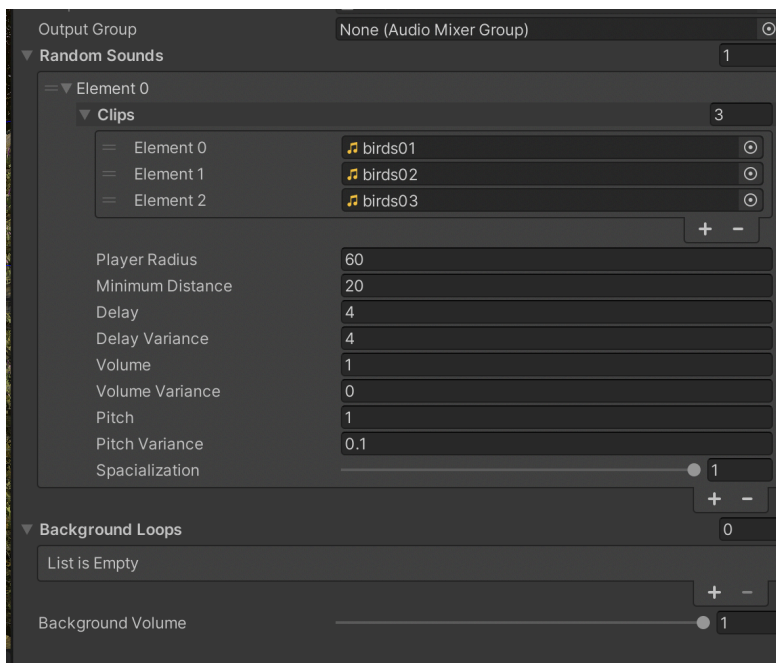 Output Group None (Audio Mixer Group)
Random Sounds 1
Element 0
Clips 3
Element 0 birds01
Element 1 birds02
Element 2 birds03
Player Radius 60
Minimum Distance 20
Delay 4
Delay Variance 4
Volume 1
Volume Variance 0
Pitch 1
Pitch Variance 0.1
Spacialization 1
Background Loops 0
List is Empty
Background Volume 1